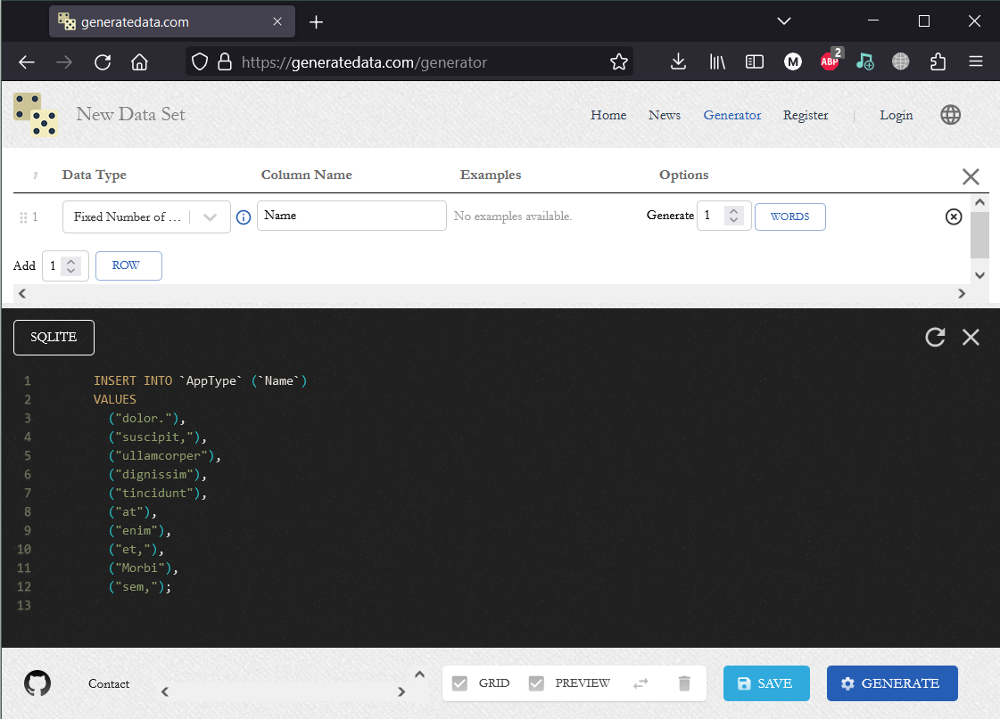 generatedata.com
https://generatedata.com/generator
M
ABP
2
New Data Set
Home News Generator Register Login
1 Data Type Column Name Examples Options
1 Fixed Number of ... Name No examples available. Generate 1 WORDS
Add 1 ROW
SQLITE
1 INSERT INTO `AppType` (`Name`)
2 VALUES
3 ("dolor."),
4 ("suscipit,"),
5 ("ullamcorper"),
6 ("dignissim"),
7 ("tincidunt"),
8 ("at"),
9 ("enim"),
10 ("et,"),
11 ("Morbi"),
12 ("sem,");
13
Contact GRID PREVIEW SAVE GENERATE